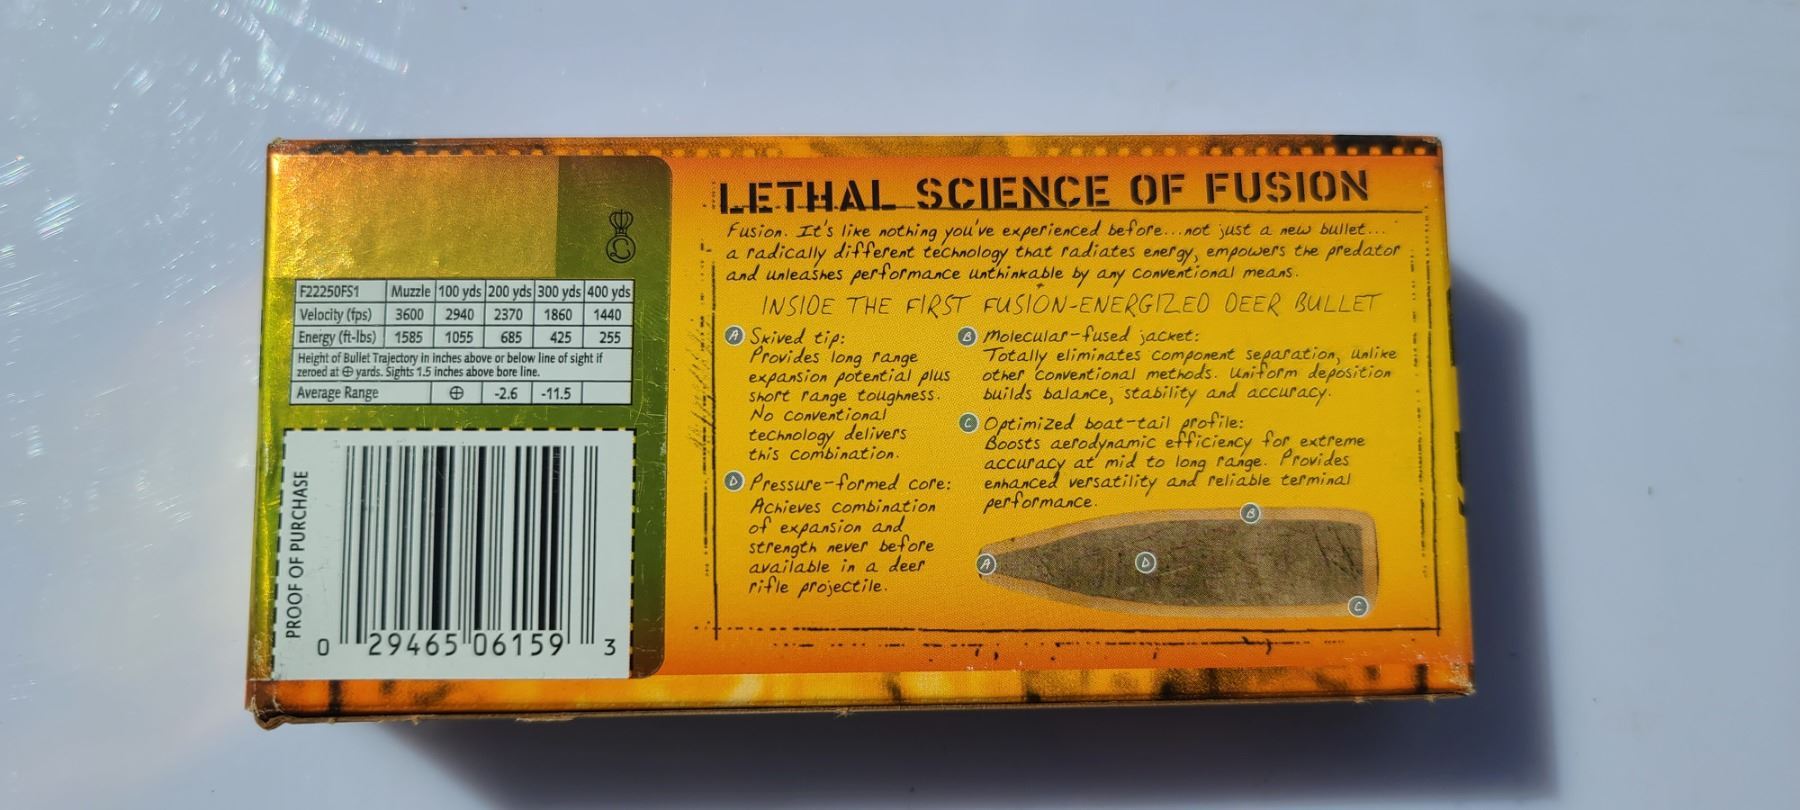 F22250FS1 Muzzle 100 yds 200 yds 300 yds 400 yds
Velocity (fps) 3600 2940 2370 1860 1440
Energy (ft-lbs) 1585 1055 685 425 255
Height of Bullet Trajectory in inches above or below line of sight if
zeroed at ⊕ yards. Sights 1.5 inches above bore line.
Average Range ⊕ -2.6 -11.5
PROOF OF PURCHASE
0 29465 06159 3
LETHAL SCIENCE OF FUSION
Fusion. It's like nothing you've experienced before...not just a new bullet...
a radically different technology that radiates energy, empowers the predator
and unleashes performance unthinkable by any conventional means.
INSIDE THE FIRST FUSION-ENERGIZED DEER BULLET
A Skived tip:
Provides long range
expansion potential plus
short range toughness.
No conventional
technology delivers
this combination.
D Pressure-formed core:
Achieves combination
of expansion and
strength never before
available in a deer
rifle projectile.
B Molecular-fused jacket:
Totally eliminates component separation, unlike
other conventional methods. Uniform deposition
builds balance, stability and accuracy.
C Optimized boat-tail profile:
Boosts aerodynamic efficiency for extreme
accuracy at mid to long range. Provides
enhanced versatility and reliable terminal
performance.
B
A
D
C